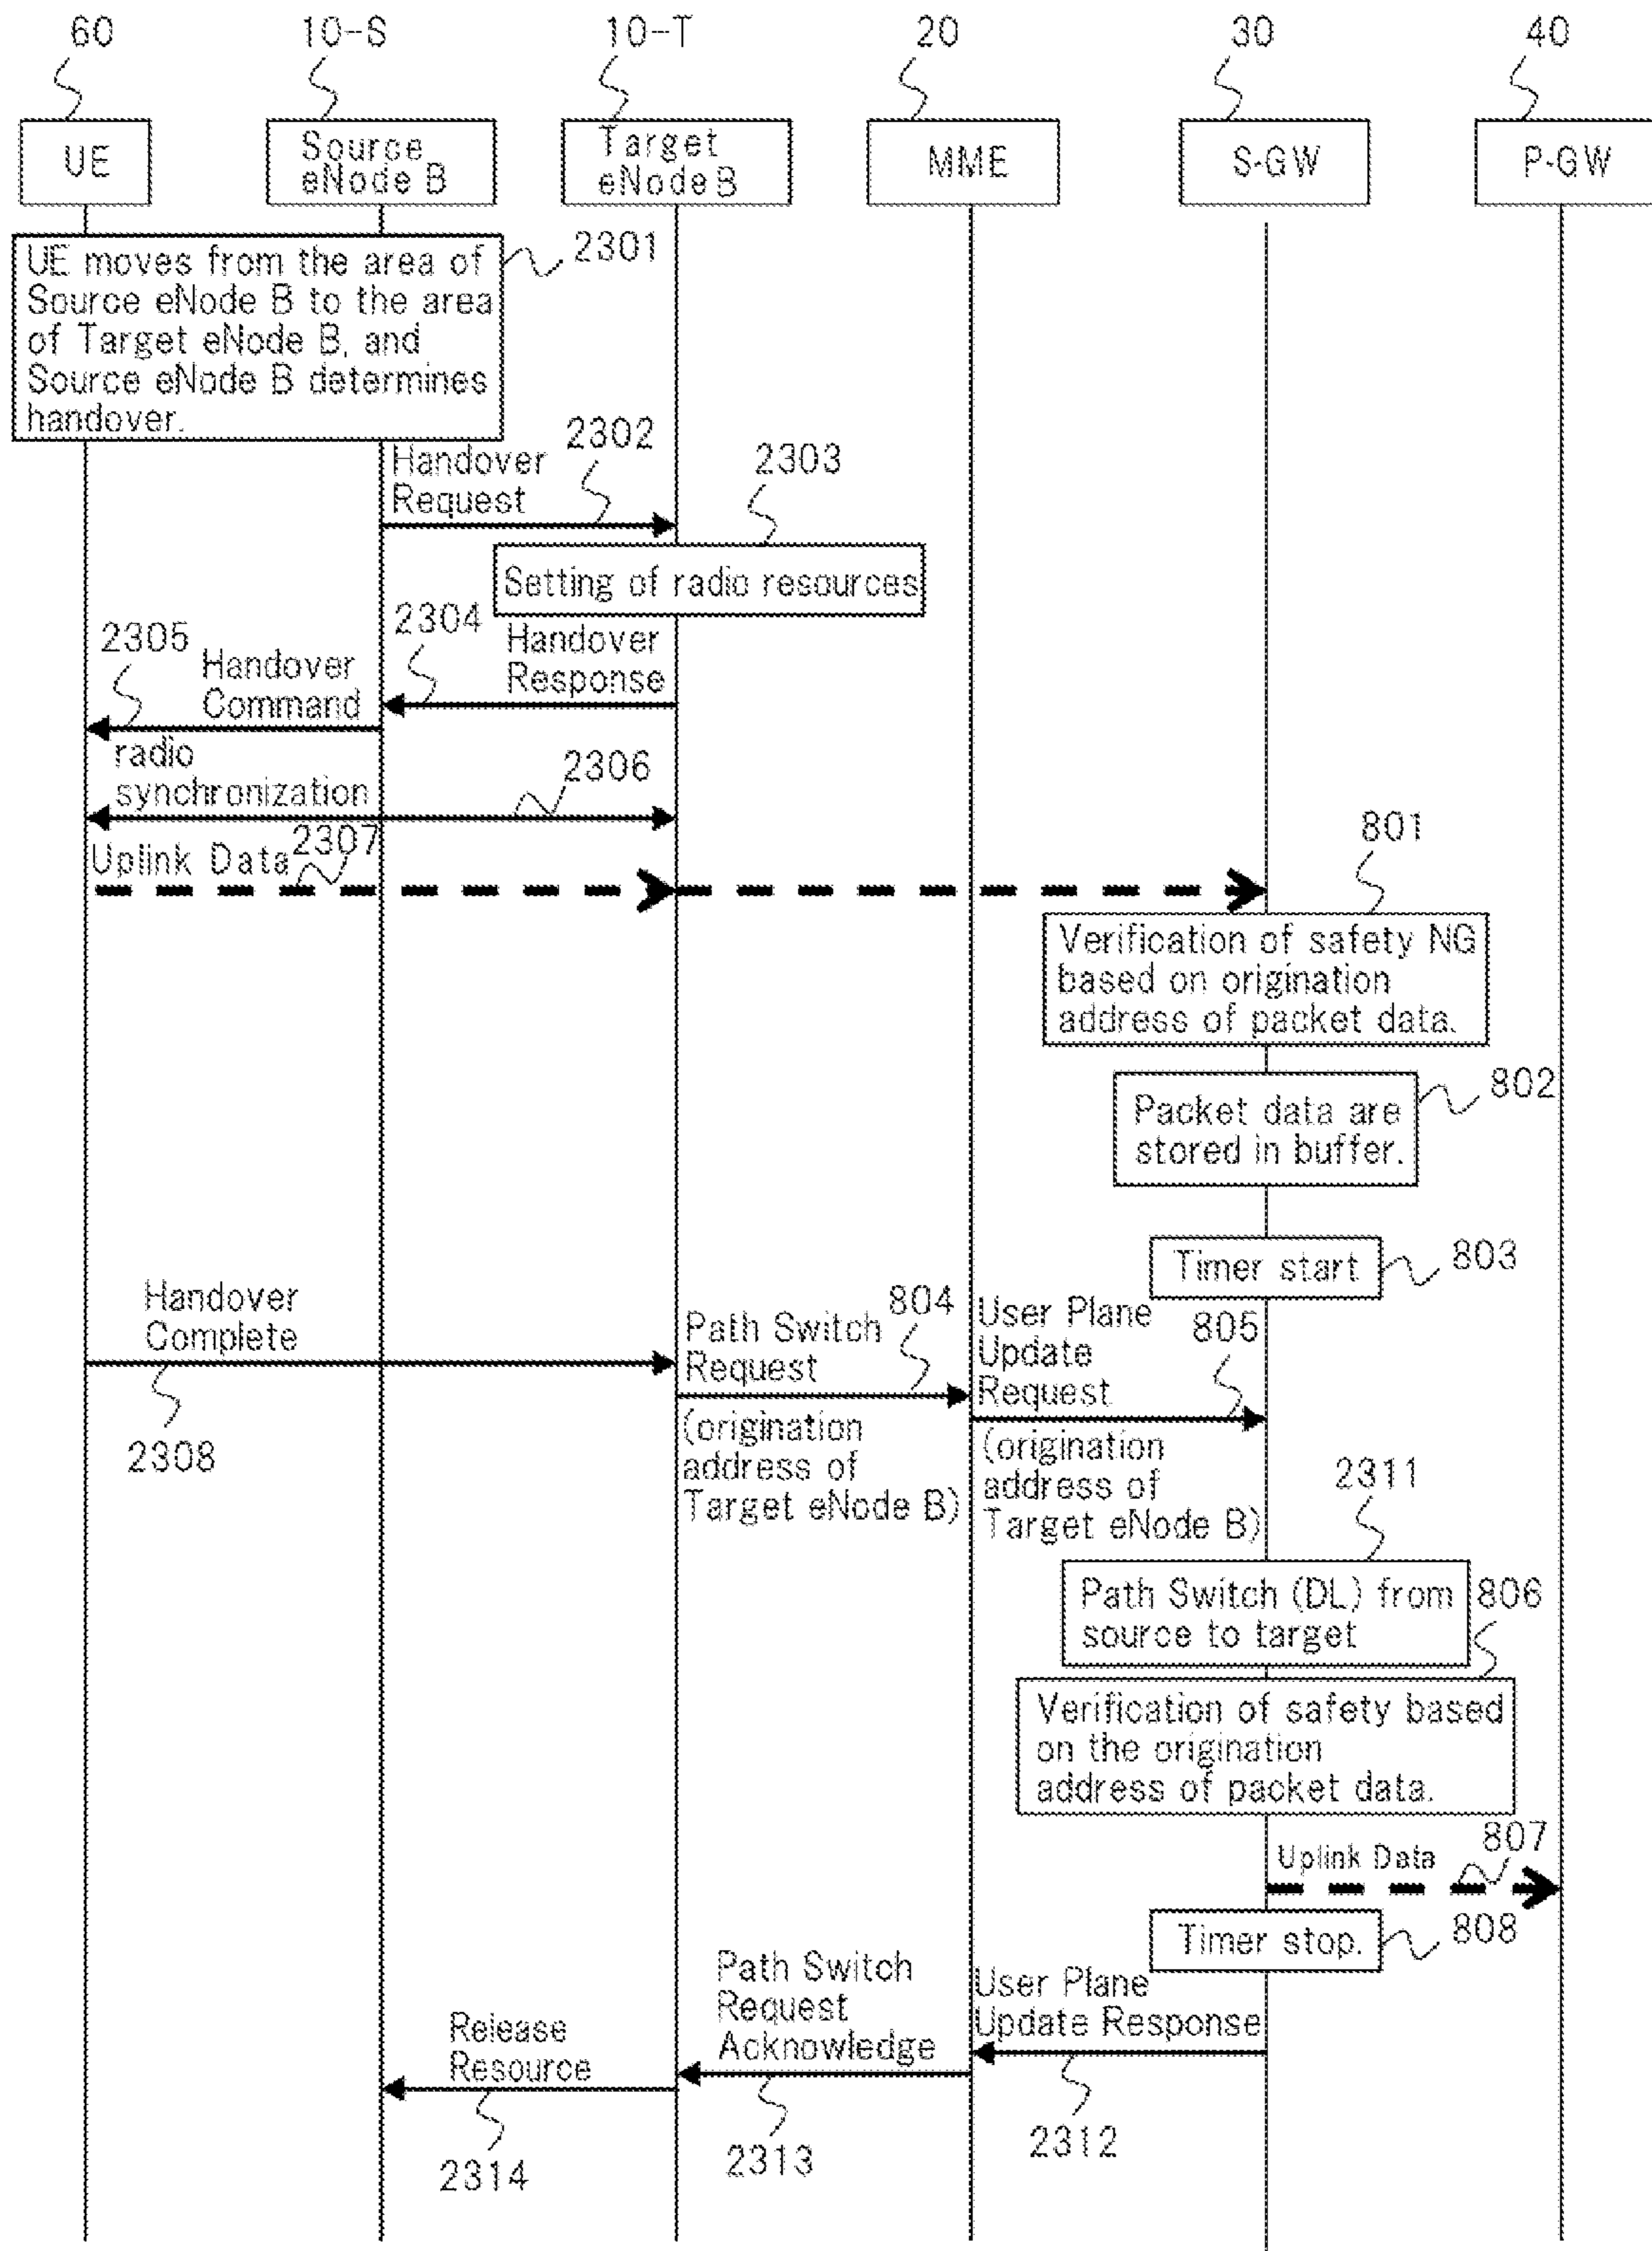 60
10-S
10-T
20
30
40
UE
Source
eNode B
Target
eNode B
MME
S-GW
P-GW
2301
UE moves from the area of
Source eNode B to the area
of Target eNode B, and
Source eNode B determines
handover.
Handover
Request
2302
2303
Setting of radio resources
2304
Handover
Response
2305
Handover
Command
radio
synchronization
2306
Uplink Data
2307
801
Verification of safety NG
based on origination
address of packet data.
802
Packet data are
stored in buffer.
Timer start
803
Handover
Complete
2308
Path Switch
Request
804
(origination
address of
Target eNode B)
User Plane
Update
Request
805
(origination
address of
Target eNode B)
2311
Path Switch (DL) from
source to target
806
Verification of safety based
on the origination
address of packet data.
Uplink Data
807
Timer stop.
808
User Plane
Update Response
2312
Path Switch
Request
Acknowledge
2313
Release
Resource
2314